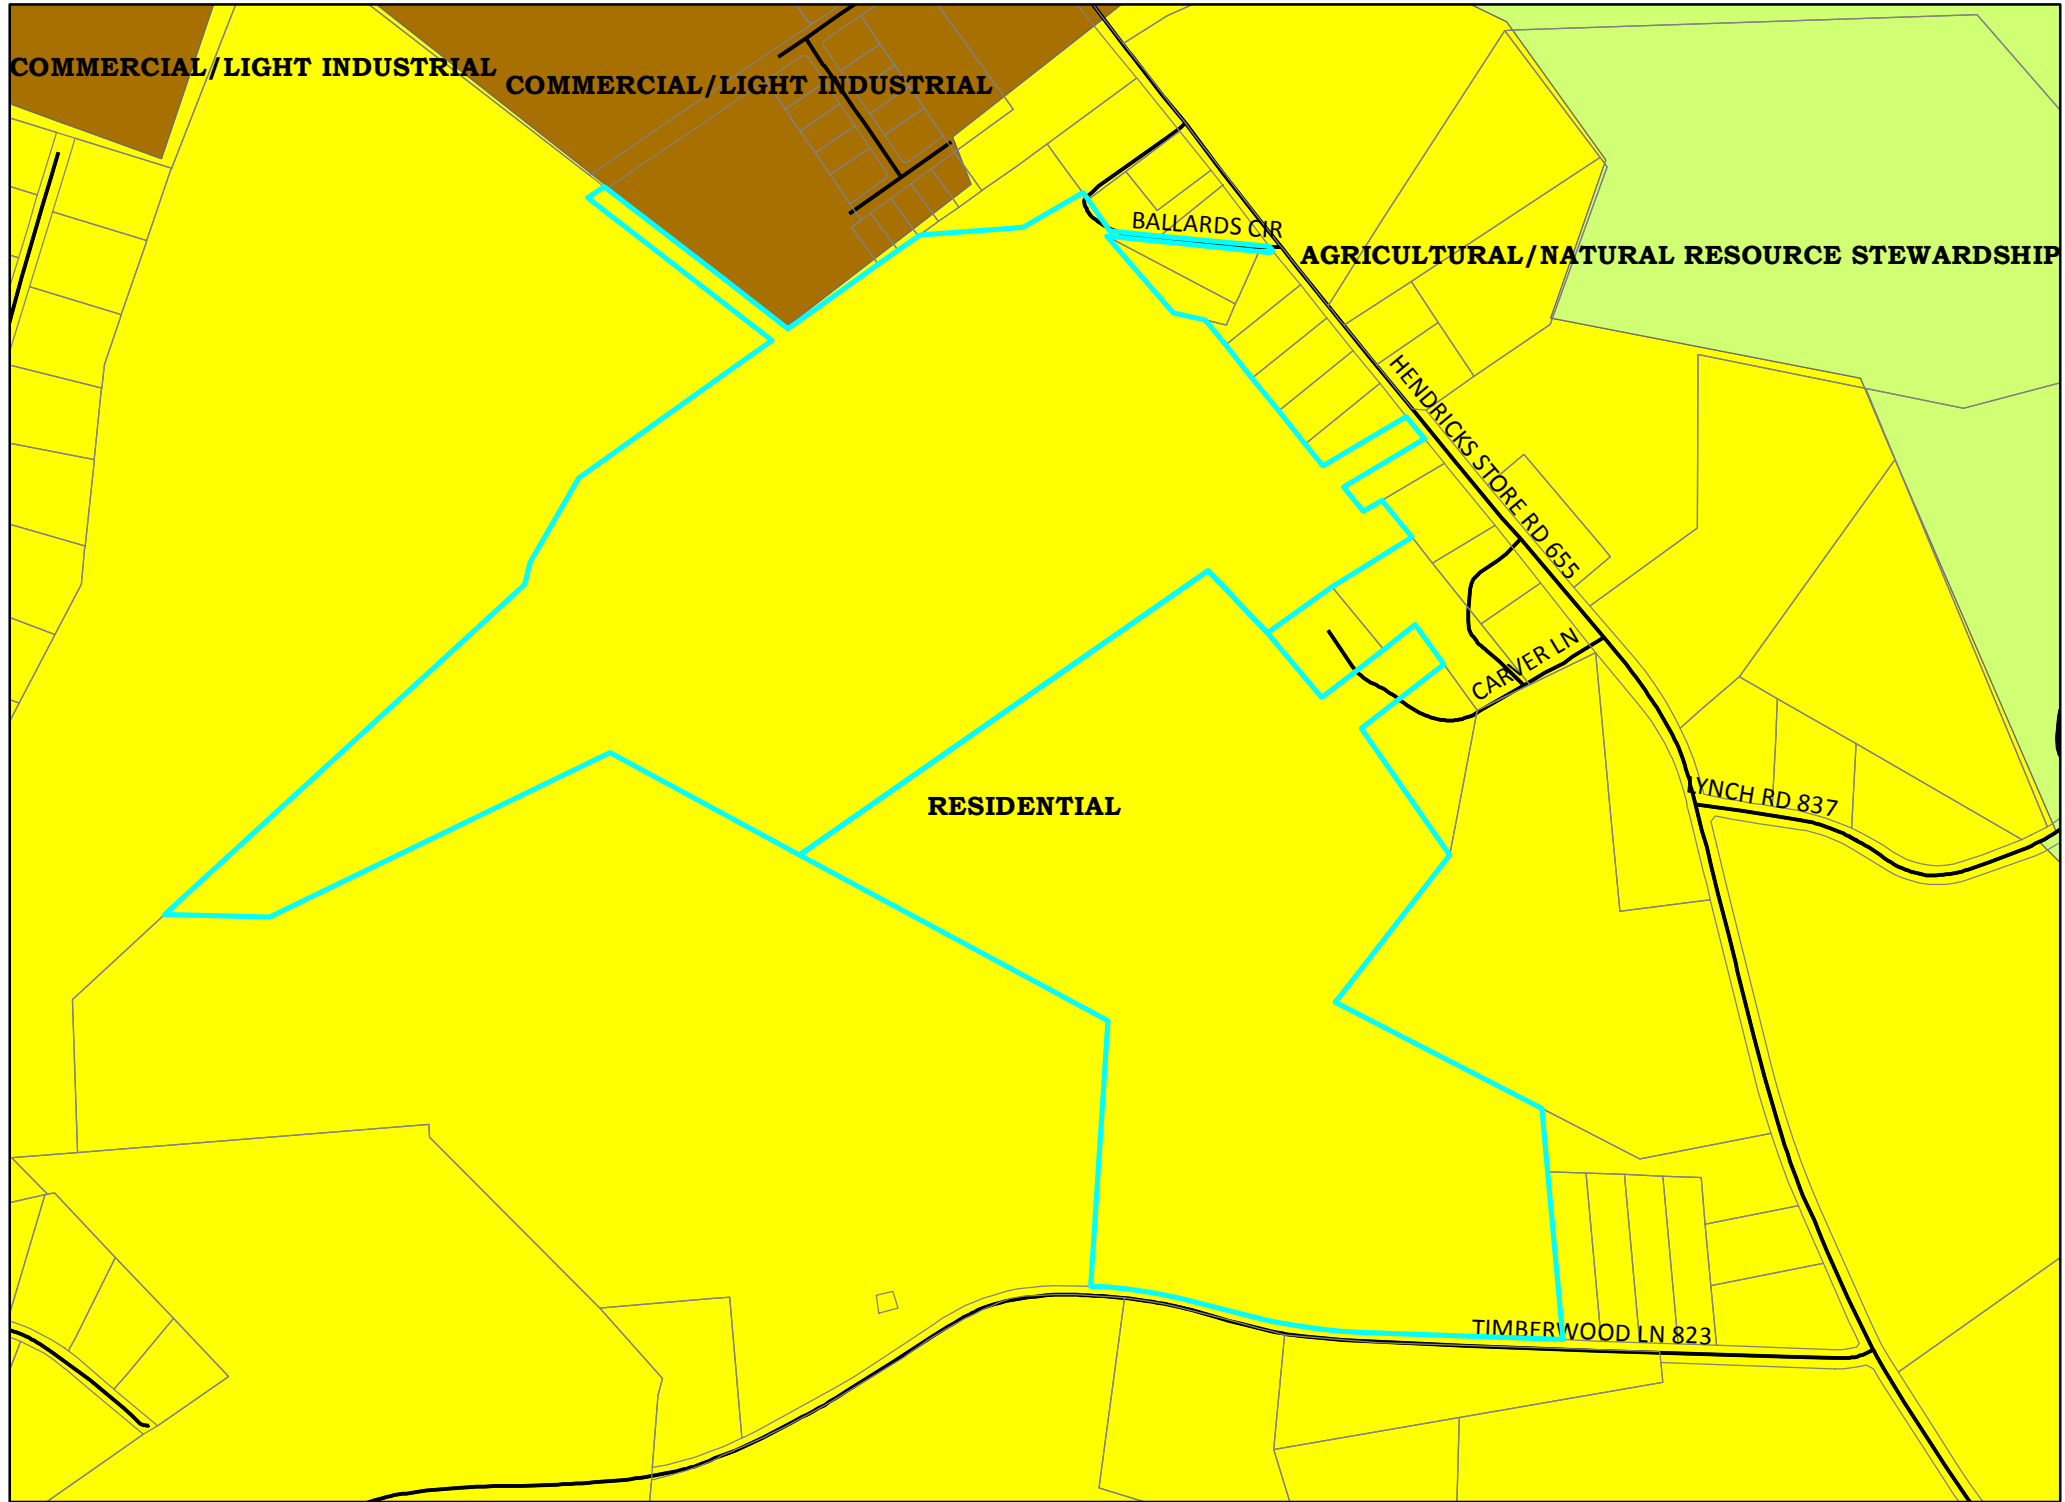 COMMERCIAL/LIGHT INDUSTRIAL
COMMERCIAL/LIGHT INDUSTRIAL
BALLARDS CIR
AGRICULTURAL/NATURAL RESOURCE STEWARDSHIP
HENDRICKS STORE RD 655
CARVER LN
LYNCH RD 837
RESIDENTIAL
TIMBERWOOD LN 823